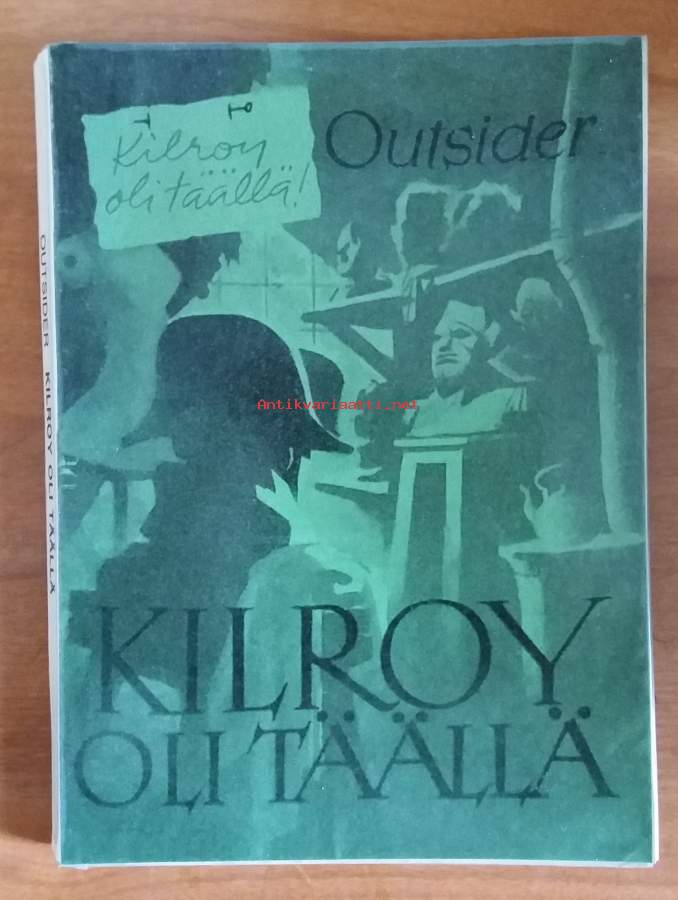 Kilroy
oli täällä!
Outsider
Antikvariaatti.net
OUTSIDER KILROY OLI TÄÄLLÄ
KILROY
OLI TÄÄLLÄ